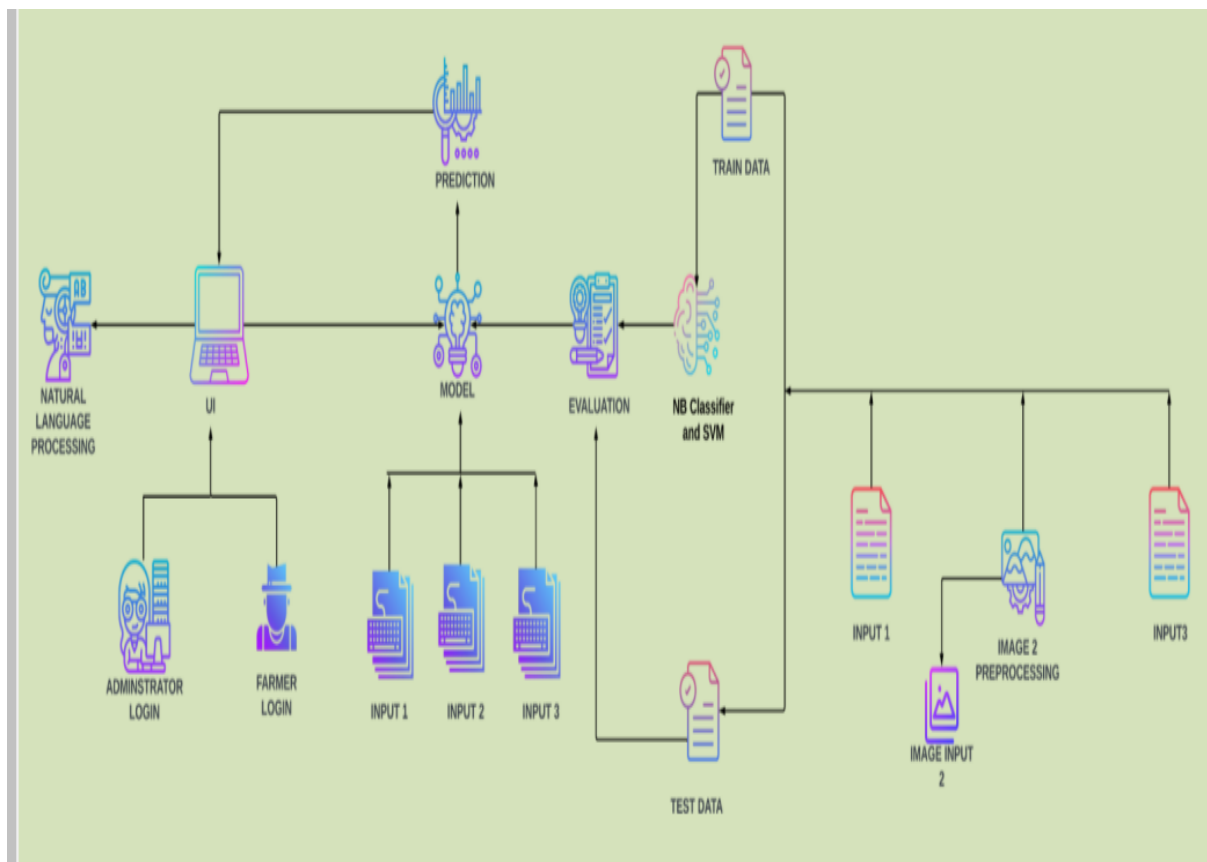 TRAIN DATA
PREDICTION
NATURAL
LANGUAGE
PROCESSING
UI
MODEL
EVALUATION
NB Classifier
and SVM
ADMINSTRATOR
LOGIN
FARMER
LOGIN
INPUT 1
INPUT 2
INPUT 3
TEST DATA
INPUT 1
IMAGE 2
PREPROCESSING
INPUT3
IMAGE INPUT
2